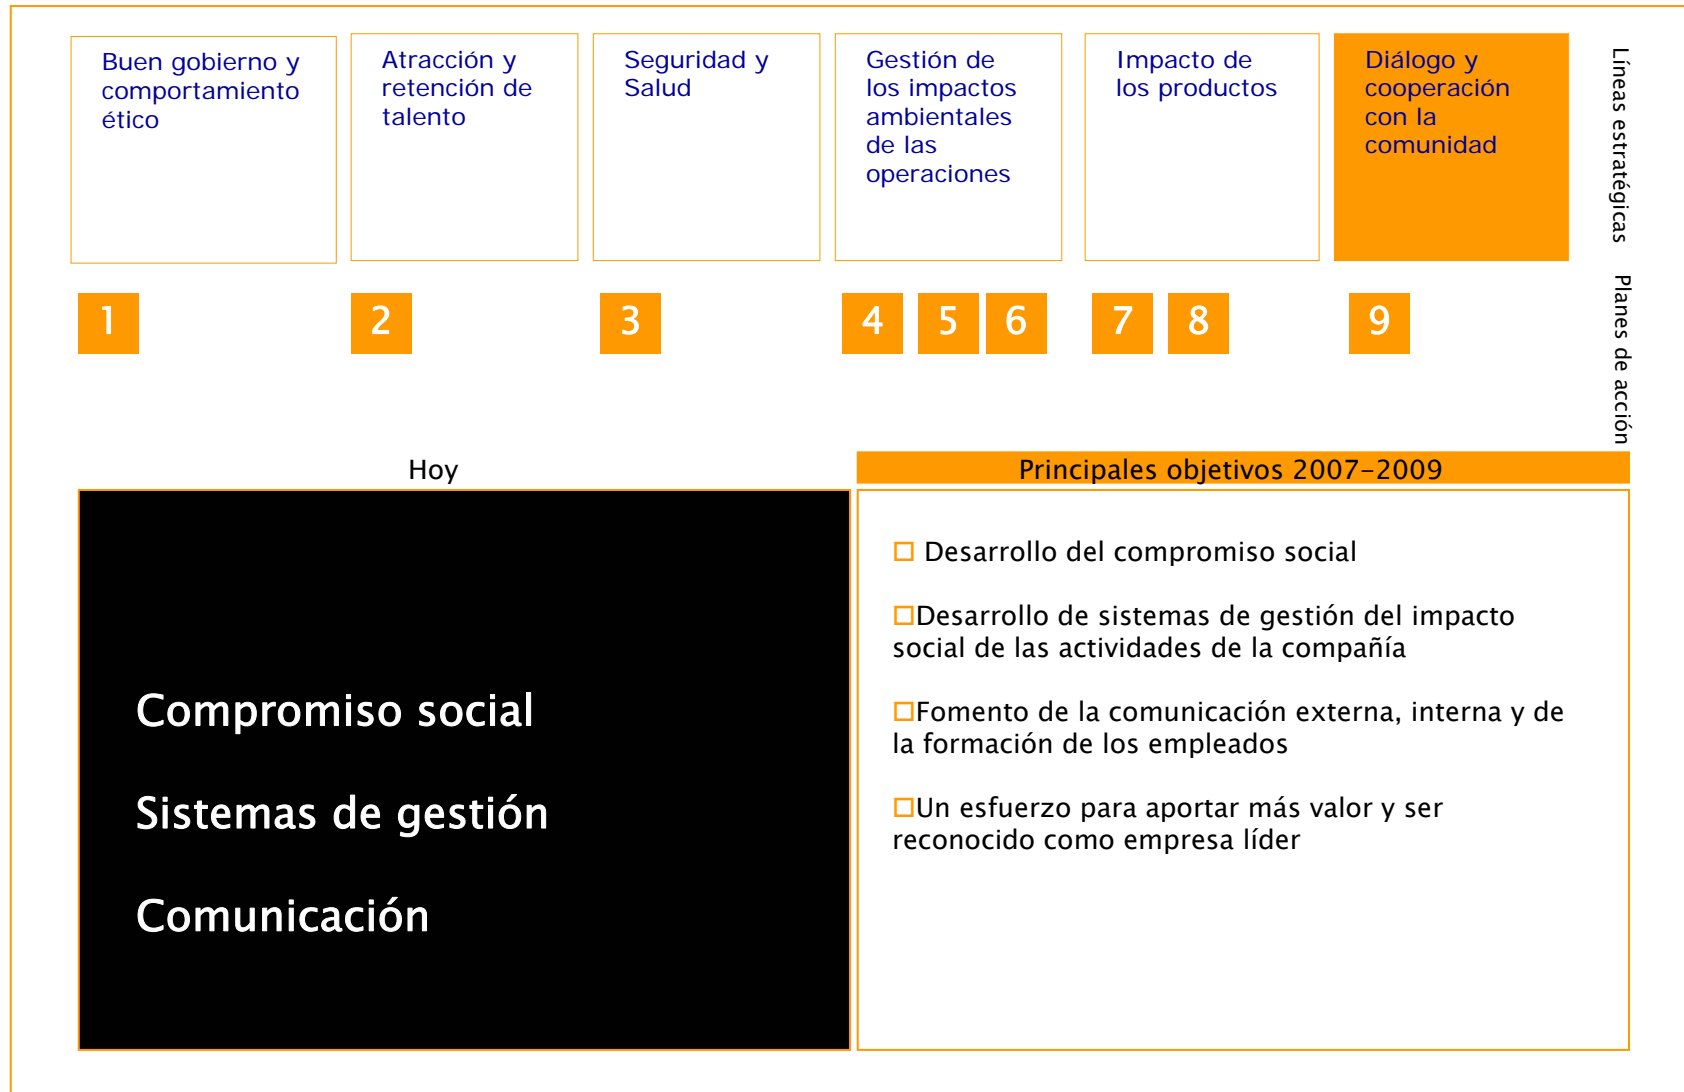 Buen gobierno y
comportamiento
ético
Atracción y
retención de
talento
Seguridad y
Salud
Gestión de
los impactos
ambientales
de las
operaciones
Impacto de
los productos
Diálogo y
cooperación
con la
comunidad
Líneas estratégicas
1
2
3
4
5
6
7
8
9
Planes de acción
Hoy
Compromiso social
Sistemas de gestión
Comunicación
Principales objetivos 2007-2009
Desarrollo del compromiso social
Desarrollo de sistemas de gestión del impacto
social de las actividades de la compañía
Fomento de la comunicación externa, interna y de
la formación de los empleados
Un esfuerzo para aportar más valor y ser
reconocido como empresa líder